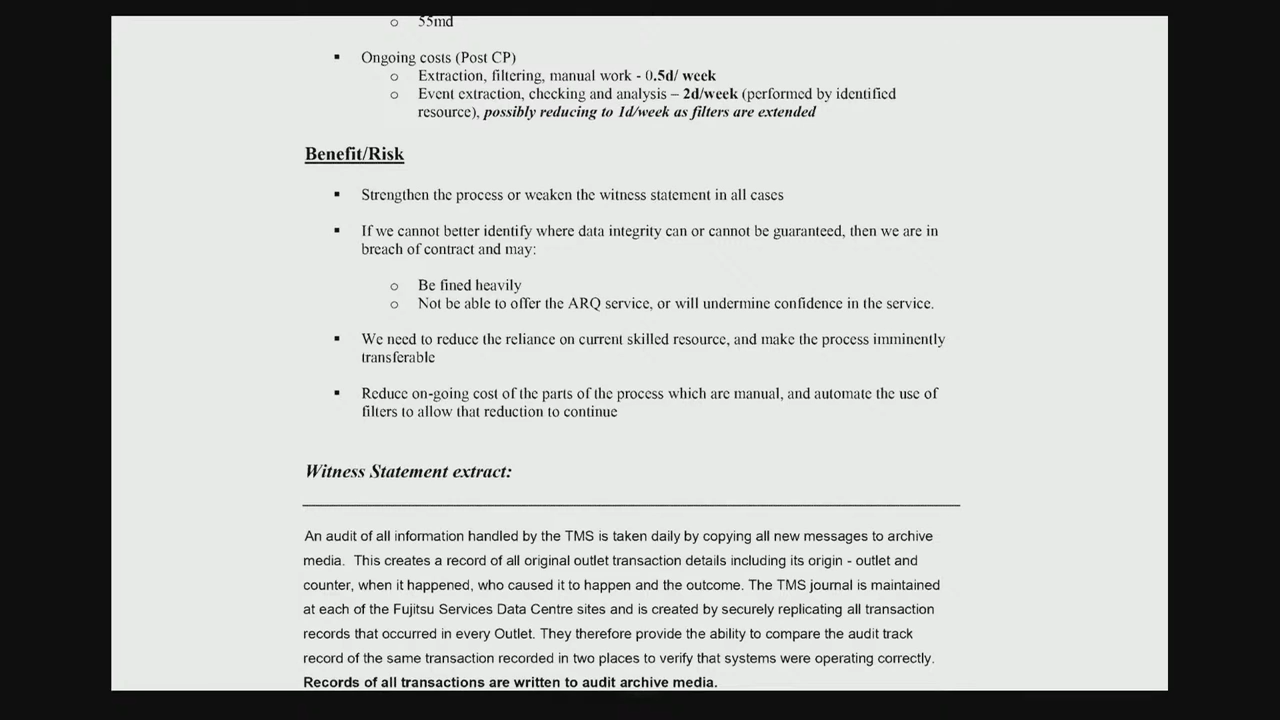 o 55md
▪ Ongoing costs (Post CP)
o Extraction, filtering, manual work - 0.5d/ week
o Event extraction, checking and analysis – 2d/week (performed by identified
resource), possibly reducing to 1d/week as filters are extended
Benefit/Risk
▪ Strengthen the process or weaken the witness statement in all cases
▪ If we cannot better identify where data integrity can or cannot be guaranteed, then we are in
breach of contract and may:
o Be fined heavily
o Not be able to offer the ARQ service, or will undermine confidence in the service.
▪ We need to reduce the reliance on current skilled resource, and make the process imminently
transferable
▪ Reduce on-going cost of the parts of the process which are manual, and automate the use of
filters to allow that reduction to continue
Witness Statement extract:
An audit of all information handled by the TMS is taken daily by copying all new messages to archive
media. This creates a record of all original outlet transaction details including its origin - outlet and
counter, when it happened, who caused it to happen and the outcome. The TMS journal is maintained
at each of the Fujitsu Services Data Centre sites and is created by securely replicating all transaction
records that occurred in every Outlet. They therefore provide the ability to compare the audit track
record of the same transaction recorded in two places to verify that systems were operating correctly.
Records of all transactions are written to audit archive media.